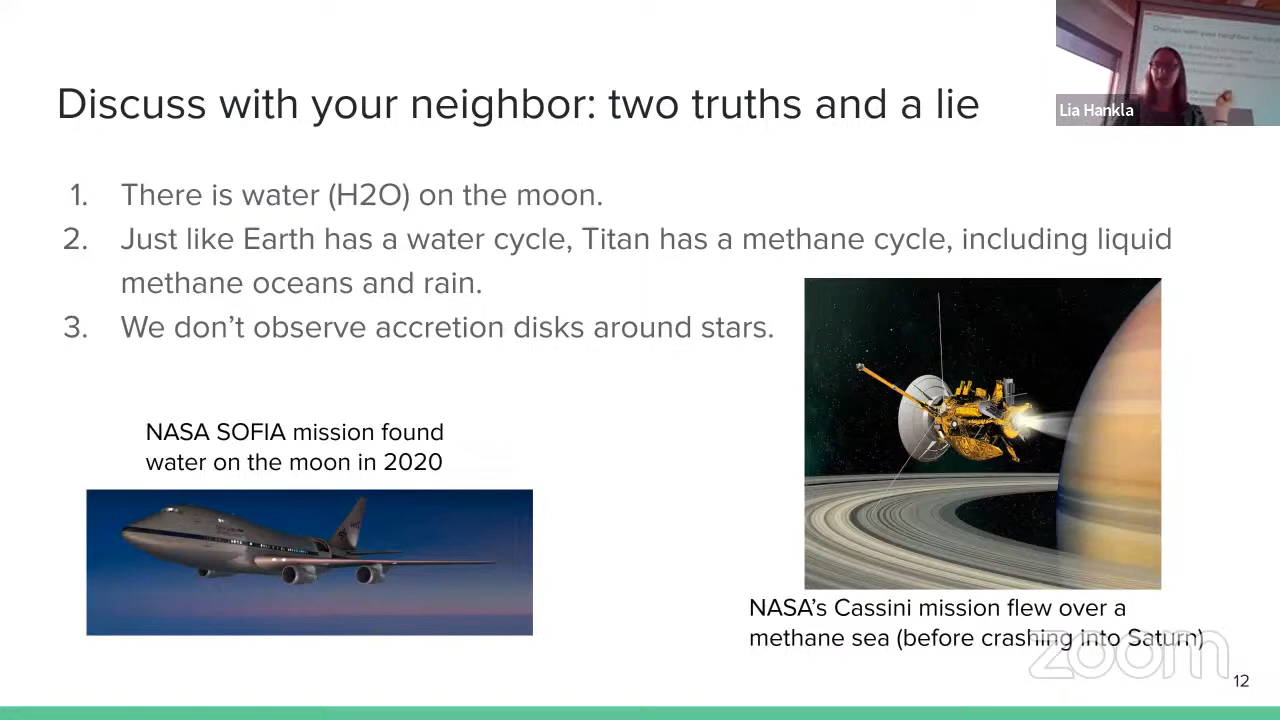 Discuss with your neighbor: two truths and a lie
Lia Hankla
1. There is water (H2O) on the moon.
2. Just like Earth has a water cycle, Titan has a methane cycle, including liquid
methane oceans and rain.
3. We don't observe accretion disks around stars.
NASA SOFIA mission found
water on the moon in 2020
NASA's Cassini mission flew over a
methane sea (before crashing into Saturn)
zoom
12